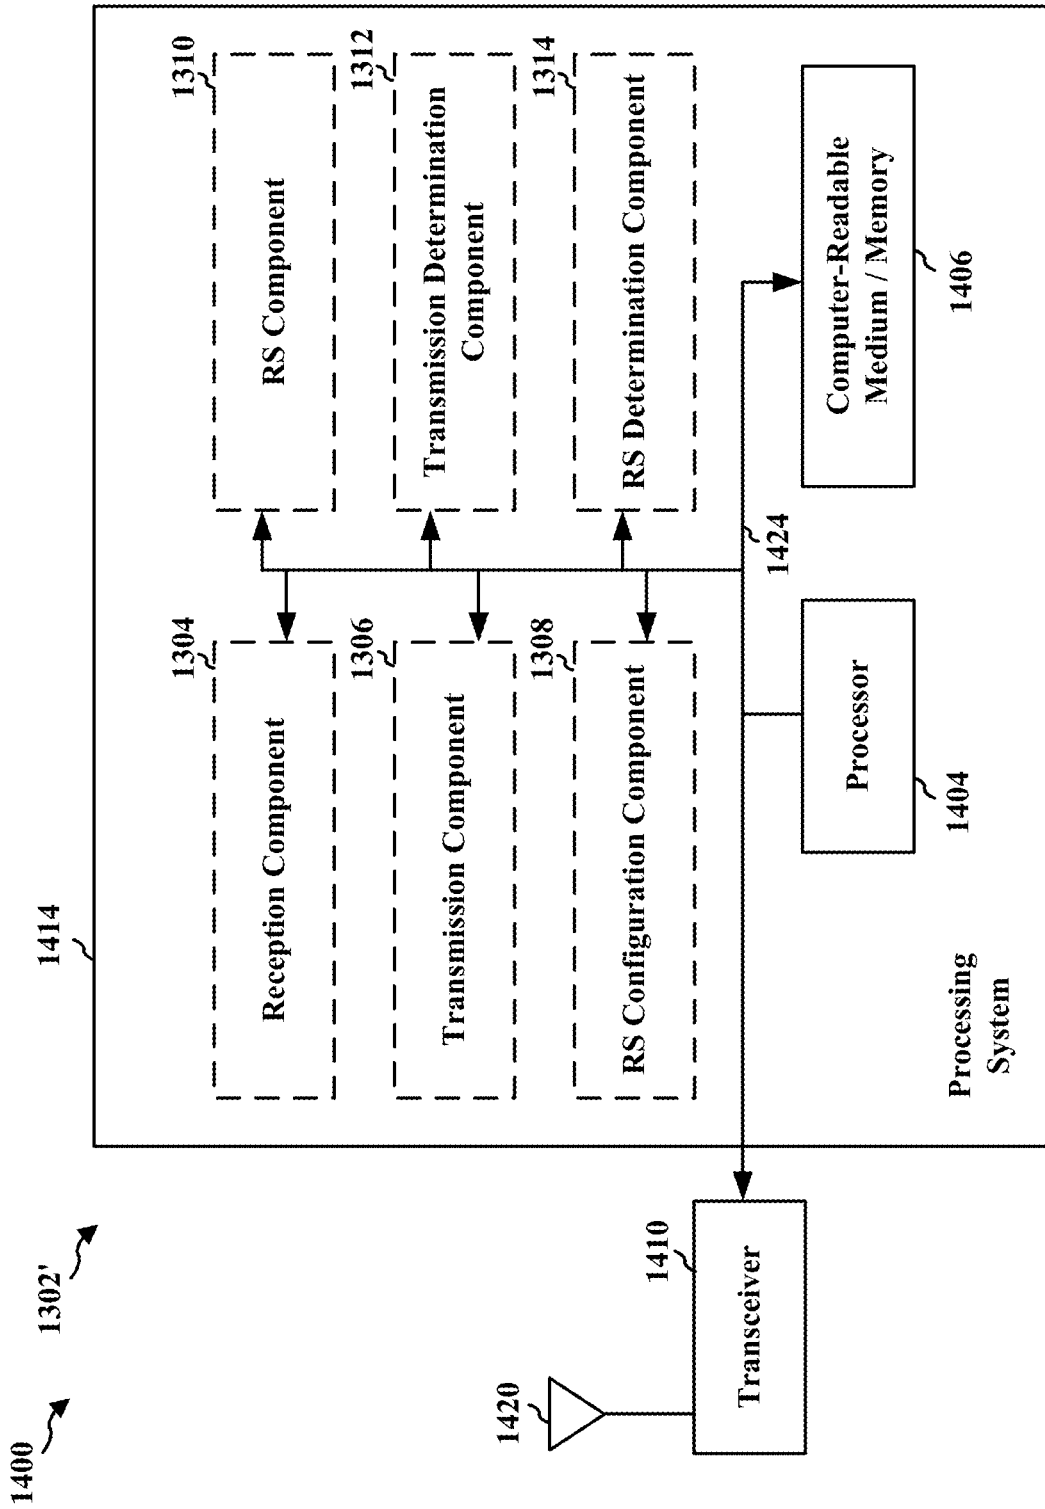 1400
1302'
1414
1304
Reception Component
1310
RS Component
1306
Transmission Component
1312
Transmission Determination
Component
1308
RS Configuration Component
1314
RS Determination Component
1420
1410
Transceiver
1424
Processing
System
Processor
1404
Computer-Readable
Medium / Memory
1406